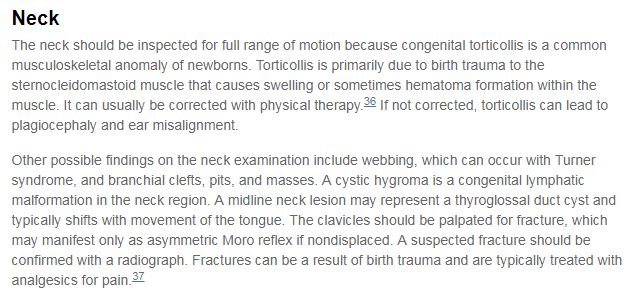 Neck
The neck should be inspected for full range of motion because congenital torticollis is a common
musculoskeletal anomaly of newborns. Torticollis is primarily due to birth trauma to the
sternocleidomastoid muscle that causes swelling or sometimes hematoma formation within the
muscle. It can usually be corrected with physical therapy.36 If not corrected, torticollis can lead to
plagiocephaly and ear misalignment.
Other possible findings on the neck examination include webbing, which can occur with Turner
syndrome, and branchial clefts, pits, and masses. A cystic hygroma is a congenital lymphatic
malformation in the neck region. A midline neck lesion may represent a thyroglossal duct cyst and
typically shifts with movement of the tongue. The clavicles should be palpated for fracture, which
may manifest only as asymmetric Moro reflex if nondisplaced. A suspected fracture should be
confirmed with a radiograph. Fractures can be a result of birth trauma and are typically treated with
analgesics for pain.37